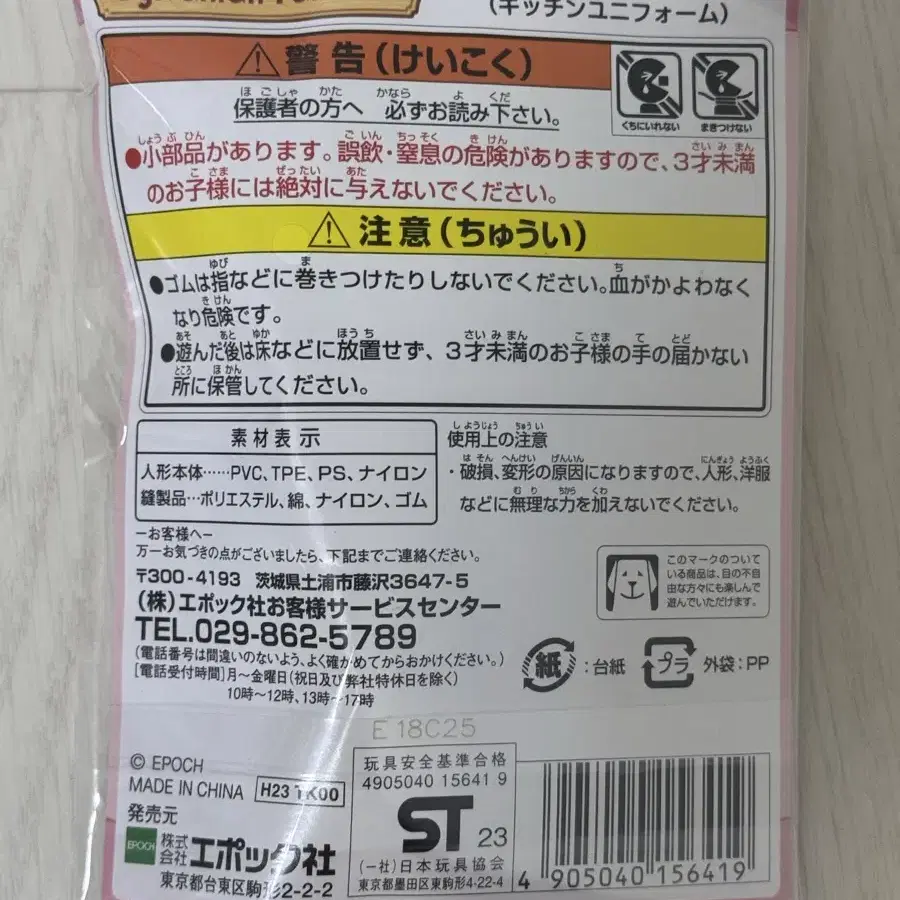 (キッチンユニフォーム)
⚠警告(けいこく)
保護者の方へ 必ずお読み下さい。
くちにいれない
まきつけない
●小部品があります。誤飲・窒息の危険がありますので、3才未満
のお子様には絶対に与えないでください。
⚠注意(ちゅうい)
●ゴムは指などに巻きつけたりしないでください。血がかよわなく
なり危険です。
●遊んだ後は床などに放置せず、3才未満のお子様の手の届かない
所に保管してください。
素材表示
人形本体……PVC、TPE、PS、ナイロン
縫製品…ポリエステル、綿、ナイロン、ゴム
使用上の注意
・破損、変形の原因になりますので、人形、洋服
などに無理な力を加えないでください。
ーお客様へー
万一お気づきの点がございましたら、下記までご連絡ください。
〒300-4193 茨城県土浦市藤沢3647-5
(株)エポック社お客様サービスセンター
TEL.029-862-5789
(電話番号は間違いのないよう、よく確かめてからおかけください。)
[電話受付時間]月〜金曜日(祝日及び弊社特休日を除く)
10時〜12時、13時〜17時
このマークのついて
いる商品は、目の不自
由な方々にも楽しんで
遊んでいただけます。
紙:台紙
プラ 外袋:PP
E 18C25
© EPOCH
MADE IN CHINA H23 TK00
発売元
EPOCH 株式会社エポック社
東京都台東区駒形2-2-2
玩具安全基準合格
4905040 15641 9
ST 23
(一社)日本玩具協会
東京都墨田区東駒形4-22-4
4 905040 156419